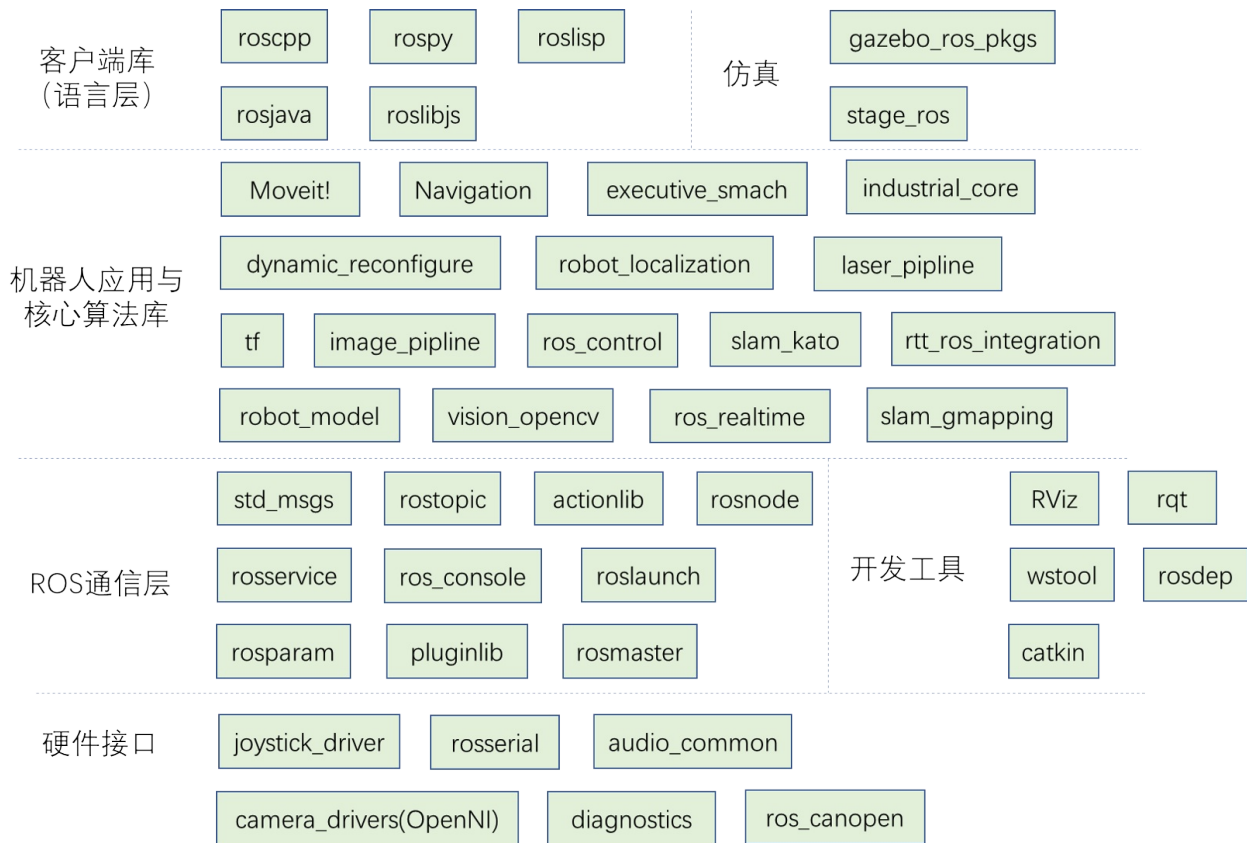 客户端库
（语言层）
roscpp
rospy
roslisp
rosjava
roslibjs
仿真
gazebo_ros_pkgs
stage_ros
机器人应用与
核心算法库
Moveit!
Navigation
executive_smach
industrial_core
dynamic_reconfigure
robot_localization
laser_pipline
tf
image_pipline
ros_control
slam_kato
rtt_ros_integration
robot_model
vision_opencv
ros_realtime
slam_gmapping
ROS通信层
std_msgs
rostopic
actionlib
rosnode
rosservice
ros_console
roslaunch
rosparam
pluginlib
rosmaster
开发工具
RViz
rqt
wstool
rosdep
catkin
硬件接口
joystick_driver
rosserial
audio_common
camera_drivers(OpenNI)
diagnostics
ros_canopen